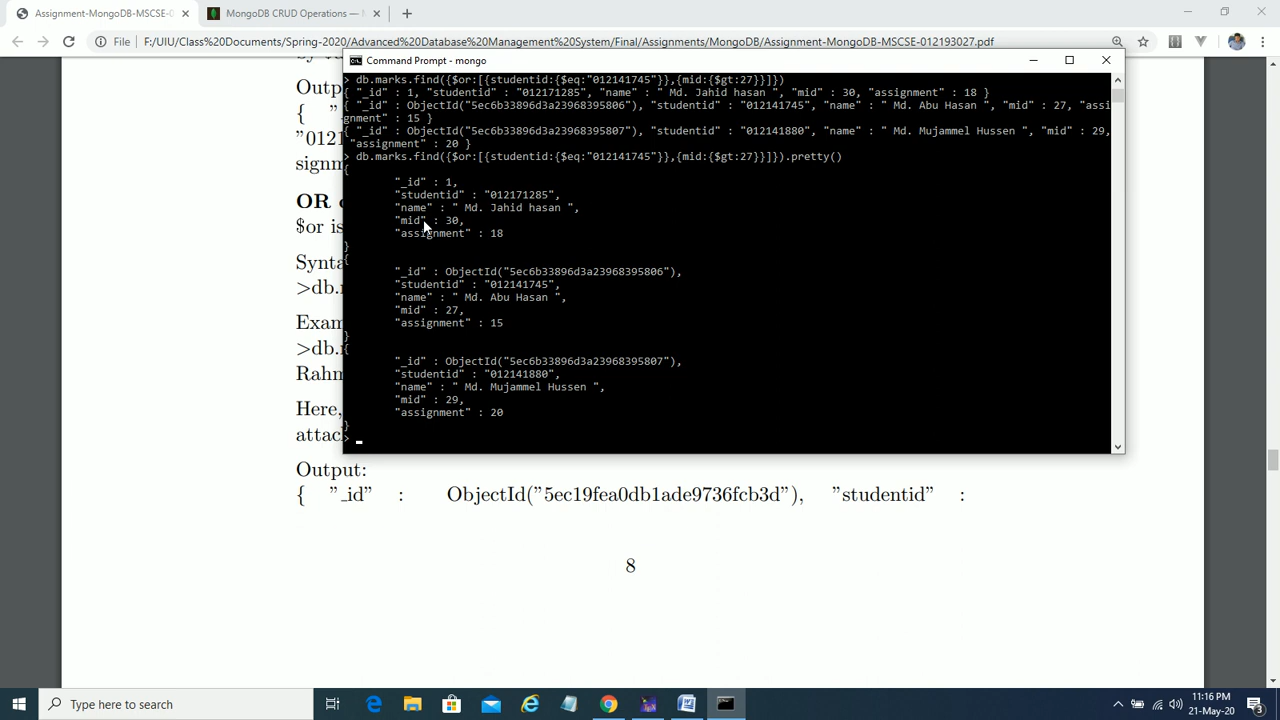 Assignment-MongoDB-MSCSE-0
MongoDB CRUD Operations —
File
F:/UIU/Class%20Documents/Spring-2020/Advanced%20Database%20Management%20System/Final/Assignments/MongoDB/Assignment-MongoDB-MSCSE-012193027.pdf
Command Prompt - mongo
> db.marks.find({$or:[{studentid:{$eq:"012141745"}},{mid:{$gt:27}}]})
{ "_id" : 1, "studentid" : "012171285", "name" : " Md. Jahid hasan ", "mid" : 30, "assignment" : 18 }
{ "_id" : ObjectId("5ec6b33896d3a23968395806"), "studentid" : "012141745", "name" : " Md. Abu Hasan ", "mid" : 27, "assi
gnment" : 15 }
{ "_id" : ObjectId("5ec6b33896d3a23968395807"), "studentid" : "012141880", "name" : " Md. Mujammel Hussen ", "mid" : 29,
"assignment" : 20 }
> db.marks.find({$or:[{studentid:{$eq:"012141745"}},{mid:{$gt:27}}]}).pretty()
{
"_id" : 1,
"studentid" : "012171285",
"name" : " Md. Jahid hasan ",
"mid" : 30,
"assignment" : 18
}
{
"_id" : ObjectId("5ec6b33896d3a23968395806"),
"studentid" : "012141745",
"name" : " Md. Abu Hasan ",
"mid" : 27,
"assignment" : 15
}
{
"_id" : ObjectId("5ec6b33896d3a23968395807"),
"studentid" : "012141880",
"name" : " Md. Mujammel Hussen ",
"mid" : 29,
"assignment" : 20
}
>
Outp
{ "
"0121
signm
OR
$or is
Synta
>db.
Exam
>db.
Rahm
Here,
attac
Output:
{ "_id" : ObjectId("5ec19fea0db1ade9736fcb3d"), "studentid" :
8
Type here to search
11:16 PM
21-May-20
3